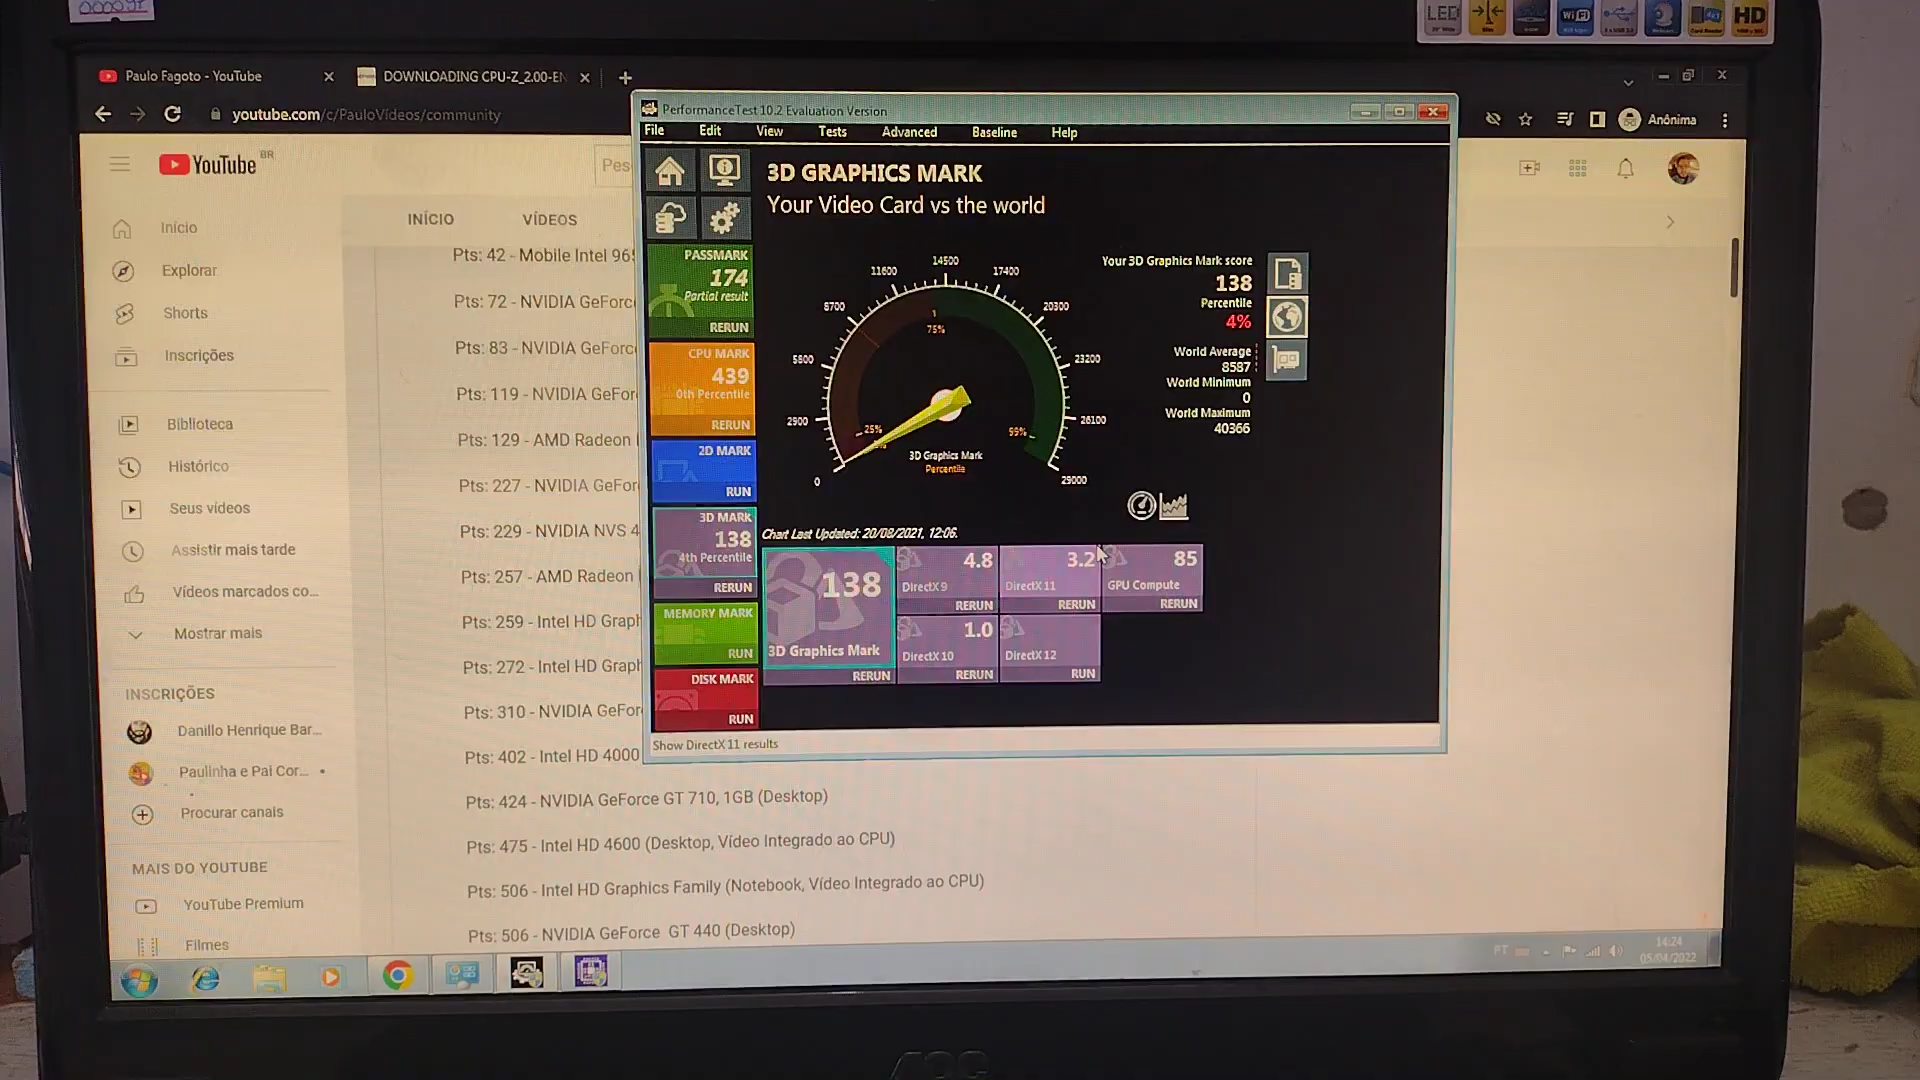 LED
HD
Paulo Fagoto - YouTube
DOWNLOADING CPU-Z_2.00-EN
youtube.com/c/PauloVídeos/community
Anônima
YouTube BR
Pes
INÍCIO
VÍDEOS
Início
Explorar
Shorts
Inscrições
Biblioteca
Histórico
Seus vídeos
Assistir mais tarde
Vídeos marcados co...
Mostrar mais
INSCRIÇÕES
Danillo Henrique Bar...
Paulinha e Pai Cor...
Procurar canais
MAIS DO YOUTUBE
YouTube Premium
Filmes
Pts: 42 - Mobile Intel 965
Pts: 72 - NVIDIA GeForc
Pts: 83 - NVIDIA GeForc
Pts: 119 - NVIDIA GeFor
Pts: 129 - AMD Radeon
Pts: 227 - NVIDIA GeFor
Pts: 229 - NVIDIA NVS 4
Pts: 257 - AMD Radeon
Pts: 259 - Intel HD Graph
Pts: 272 - Intel HD Graph
Pts: 310 - NVIDIA GeFor
Pts: 402 - Intel HD 4000
Pts: 424 - NVIDIA GeForce GT 710, 1GB (Desktop)
Pts: 475 - Intel HD 4600 (Desktop, Vídeo Integrado ao CPU)
Pts: 506 - Intel HD Graphics Family (Notebook, Vídeo Integrado ao CPU)
Pts: 506 - NVIDIA GeForce GT 440 (Desktop)
PerformanceTest 10.2 Evaluation Version
File Edit View Tests Advanced Baseline Help
3D GRAPHICS MARK
Your Video Card vs the world
PASSMARK
174
Partial result
RERUN
CPU MARK
439
0th Percentile
RERUN
2D MARK
RUN
3D MARK
138
4th Percentile
RERUN
MEMORY MARK
RUN
DISK MARK
RUN
0
2900
5800
8700
11600
14500
17400
20300
23200
26100
29000
1
75%
25%
99%
3D Graphics Mark
Percentile
Your 3D Graphics Mark score
138
Percentile
4%
World Average
8587
World Minimum
0
World Maximum
40366
Chart Last Updated: 20/08/2021, 12:06.
138
3D Graphics Mark
RERUN
4.8
DirectX 9
RERUN
3.2
DirectX 11
RERUN
85
GPU Compute
RERUN
1.0
DirectX 10
RERUN
DirectX 12
RUN
Show DirectX 11 results
PT
14:24
05/04/2022
AOC